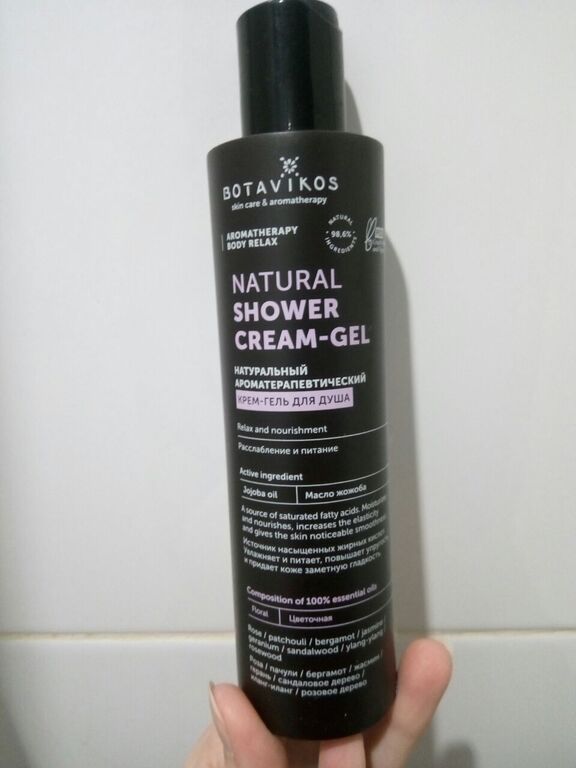 BOTAVIKOS
skin care & aromatherapy
AROMATHERAPY
BODY RELAX
NATURAL
98,6%
INGREDIENTS
NATURAL
SHOWER
CREAM-GEL
НАТУРАЛЬНЫЙ
АРОМАТЕРАПЕВТИЧЕСКИЙ
КРЕМ-ГЕЛЬ ДЛЯ ДУША
Relax and nourishment
Расслабление и питание
Active ingredient
Jojoba oil
Масло жожоба
A source of saturated fatty acids. Moisturizes
and nourishes, increases the elasticity
and gives the skin noticeable smoothness
Источник насыщенных жирных кислот.
Увлажняет и питает, повышает упругость
и придает коже заметную гладкость
Composition of 100% essential oils
Floral
Цветочная
Rose / patchouli / bergamot / jasmine /
geranium / sandalwood / ylang-ylang /
rosewood
Роза / пачули / бергамот / жасмин /
герань / сандаловое дерево /
иланг-иланг / розовое дерево